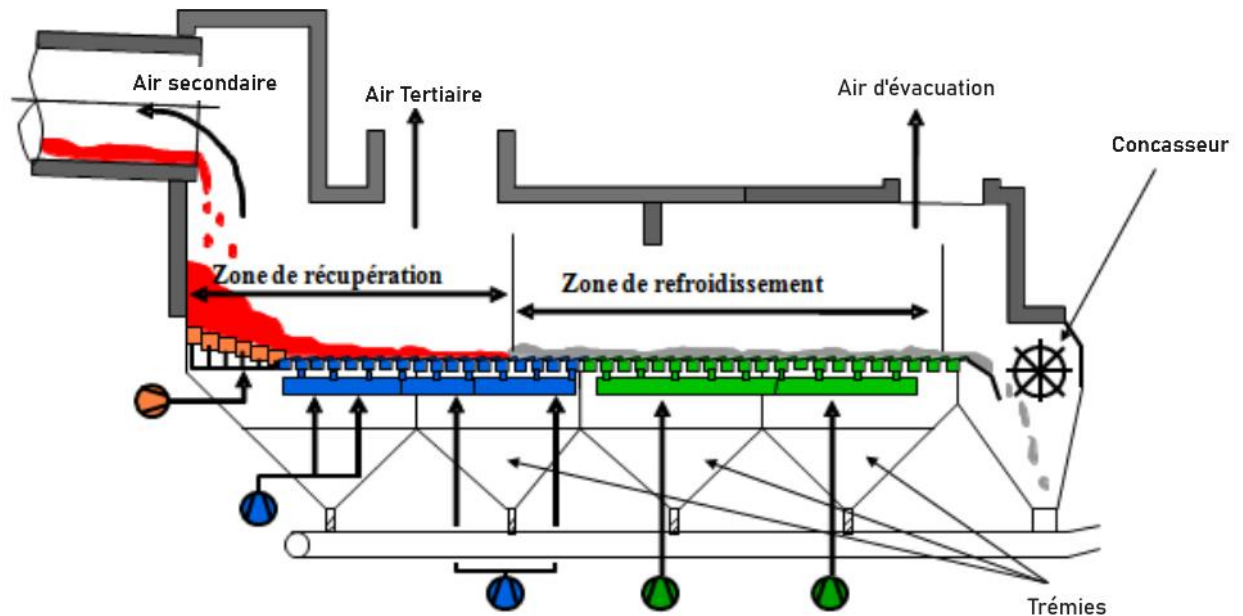 Air secondaire
Air Tertiaire
Air d'évacuation
Concasseur
Zone de récupération
Zone de refroidissement
Trémies